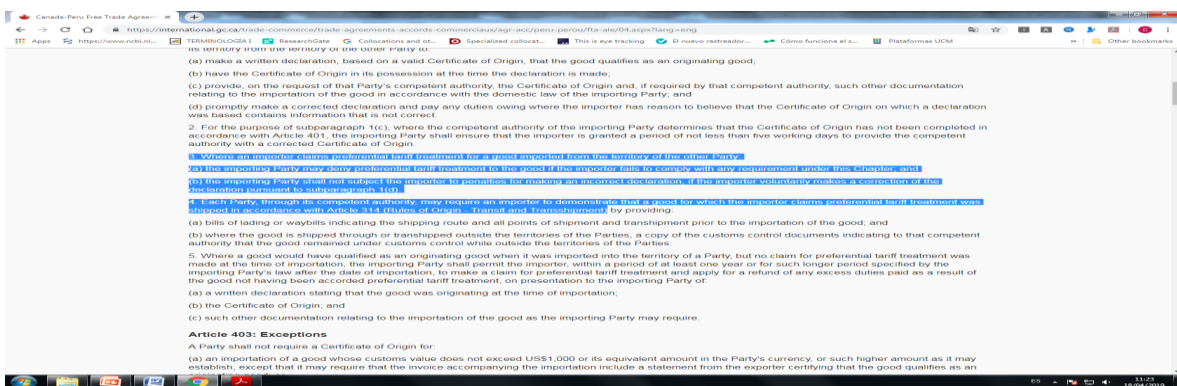 Canada-Peru Free Trade Agreem
https://international.gc.ca/trade-commerce/trade-agreements-accords-commerciaux/agr-acc/peru-perou/fta-ale/04.aspx?lang=eng
Apps https://www.ncbi.nl... TERMINOLOGÍA I ResearchGate Collocations and ot... Specialized collocat... This is eye tracking El nuevo rastreador... Cómo funciona el s... Plataformas UCM » Other bookmarks
its territory from the territory of the other Party to:
(a) make a written declaration, based on a valid Certificate of Origin, that the good qualifies as an originating good;
(b) have the Certificate of Origin in its possession at the time the declaration is made;
(c) provide, on the request of that Party's competent authority, the Certificate of Origin and, if required by that competent authority, such other documentation
relating to the importation of the good in accordance with the domestic law of the importing Party; and
(d) promptly make a corrected declaration and pay any duties owing where the importer has reason to believe that the Certificate of Origin on which a declaration
was based contains information that is not correct.
2. For the purpose of subparagraph 1(c), where the competent authority of the importing Party determines that the Certificate of Origin has not been completed in
accordance with Article 401, the importing Party shall ensure that the importer is granted a period of not less than five working days to provide the competent
authority with a corrected Certificate of Origin.
3. Where an importer claims preferential tariff treatment for a good imported from the territory of the other Party:
(a) the importing Party may deny preferential tariff treatment to the good if the importer fails to comply with any requirement under this Chapter; and
(b) the importing Party shall not subject the importer to penalties for making an incorrect declaration, if the importer voluntarily makes a correction of the
declaration pursuant to subparagraph 1(d).
4. Each Party, through its competent authority, may require an importer to demonstrate that a good for which the importer claims preferential tariff treatment was
shipped in accordance with Article 314 (Rules of Origin - Transit and Transshipment) by providing:
(a) bills of lading or waybills indicating the shipping route and all points of shipment and transhipment prior to the importation of the good; and
(b) where the good is shipped through or transhipped outside the territories of the Parties, a copy of the customs control documents indicating to that competent
authority that the good remained under customs control while outside the territories of the Parties.
5. Where a good would have qualified as an originating good when it was imported into the territory of a Party, but no claim for preferential tariff treatment was
made at the time of importation, the importing Party shall permit the importer, within a period of at least one year or for such longer period specified by the
importing Party's law after the date of importation, to make a claim for preferential tariff treatment and apply for a refund of any excess duties paid as a result of
the good not having been accorded preferential tariff treatment, on presentation to the importing Party of:
(a) a written declaration stating that the good was originating at the time of importation;
(b) the Certificate of Origin; and
(c) such other documentation relating to the importation of the good as the importing Party may require.
Article 403: Exceptions
A Party shall not require a Certificate of Origin for:
(a) an importation of a good whose customs value does not exceed US$1,000 or its equivalent amount in the Party's currency, or such higher amount as it may
establish, except that it may require that the invoice accompanying the importation include a statement from the exporter certifying that the good qualifies as an
ES 11:23
18/04/2019